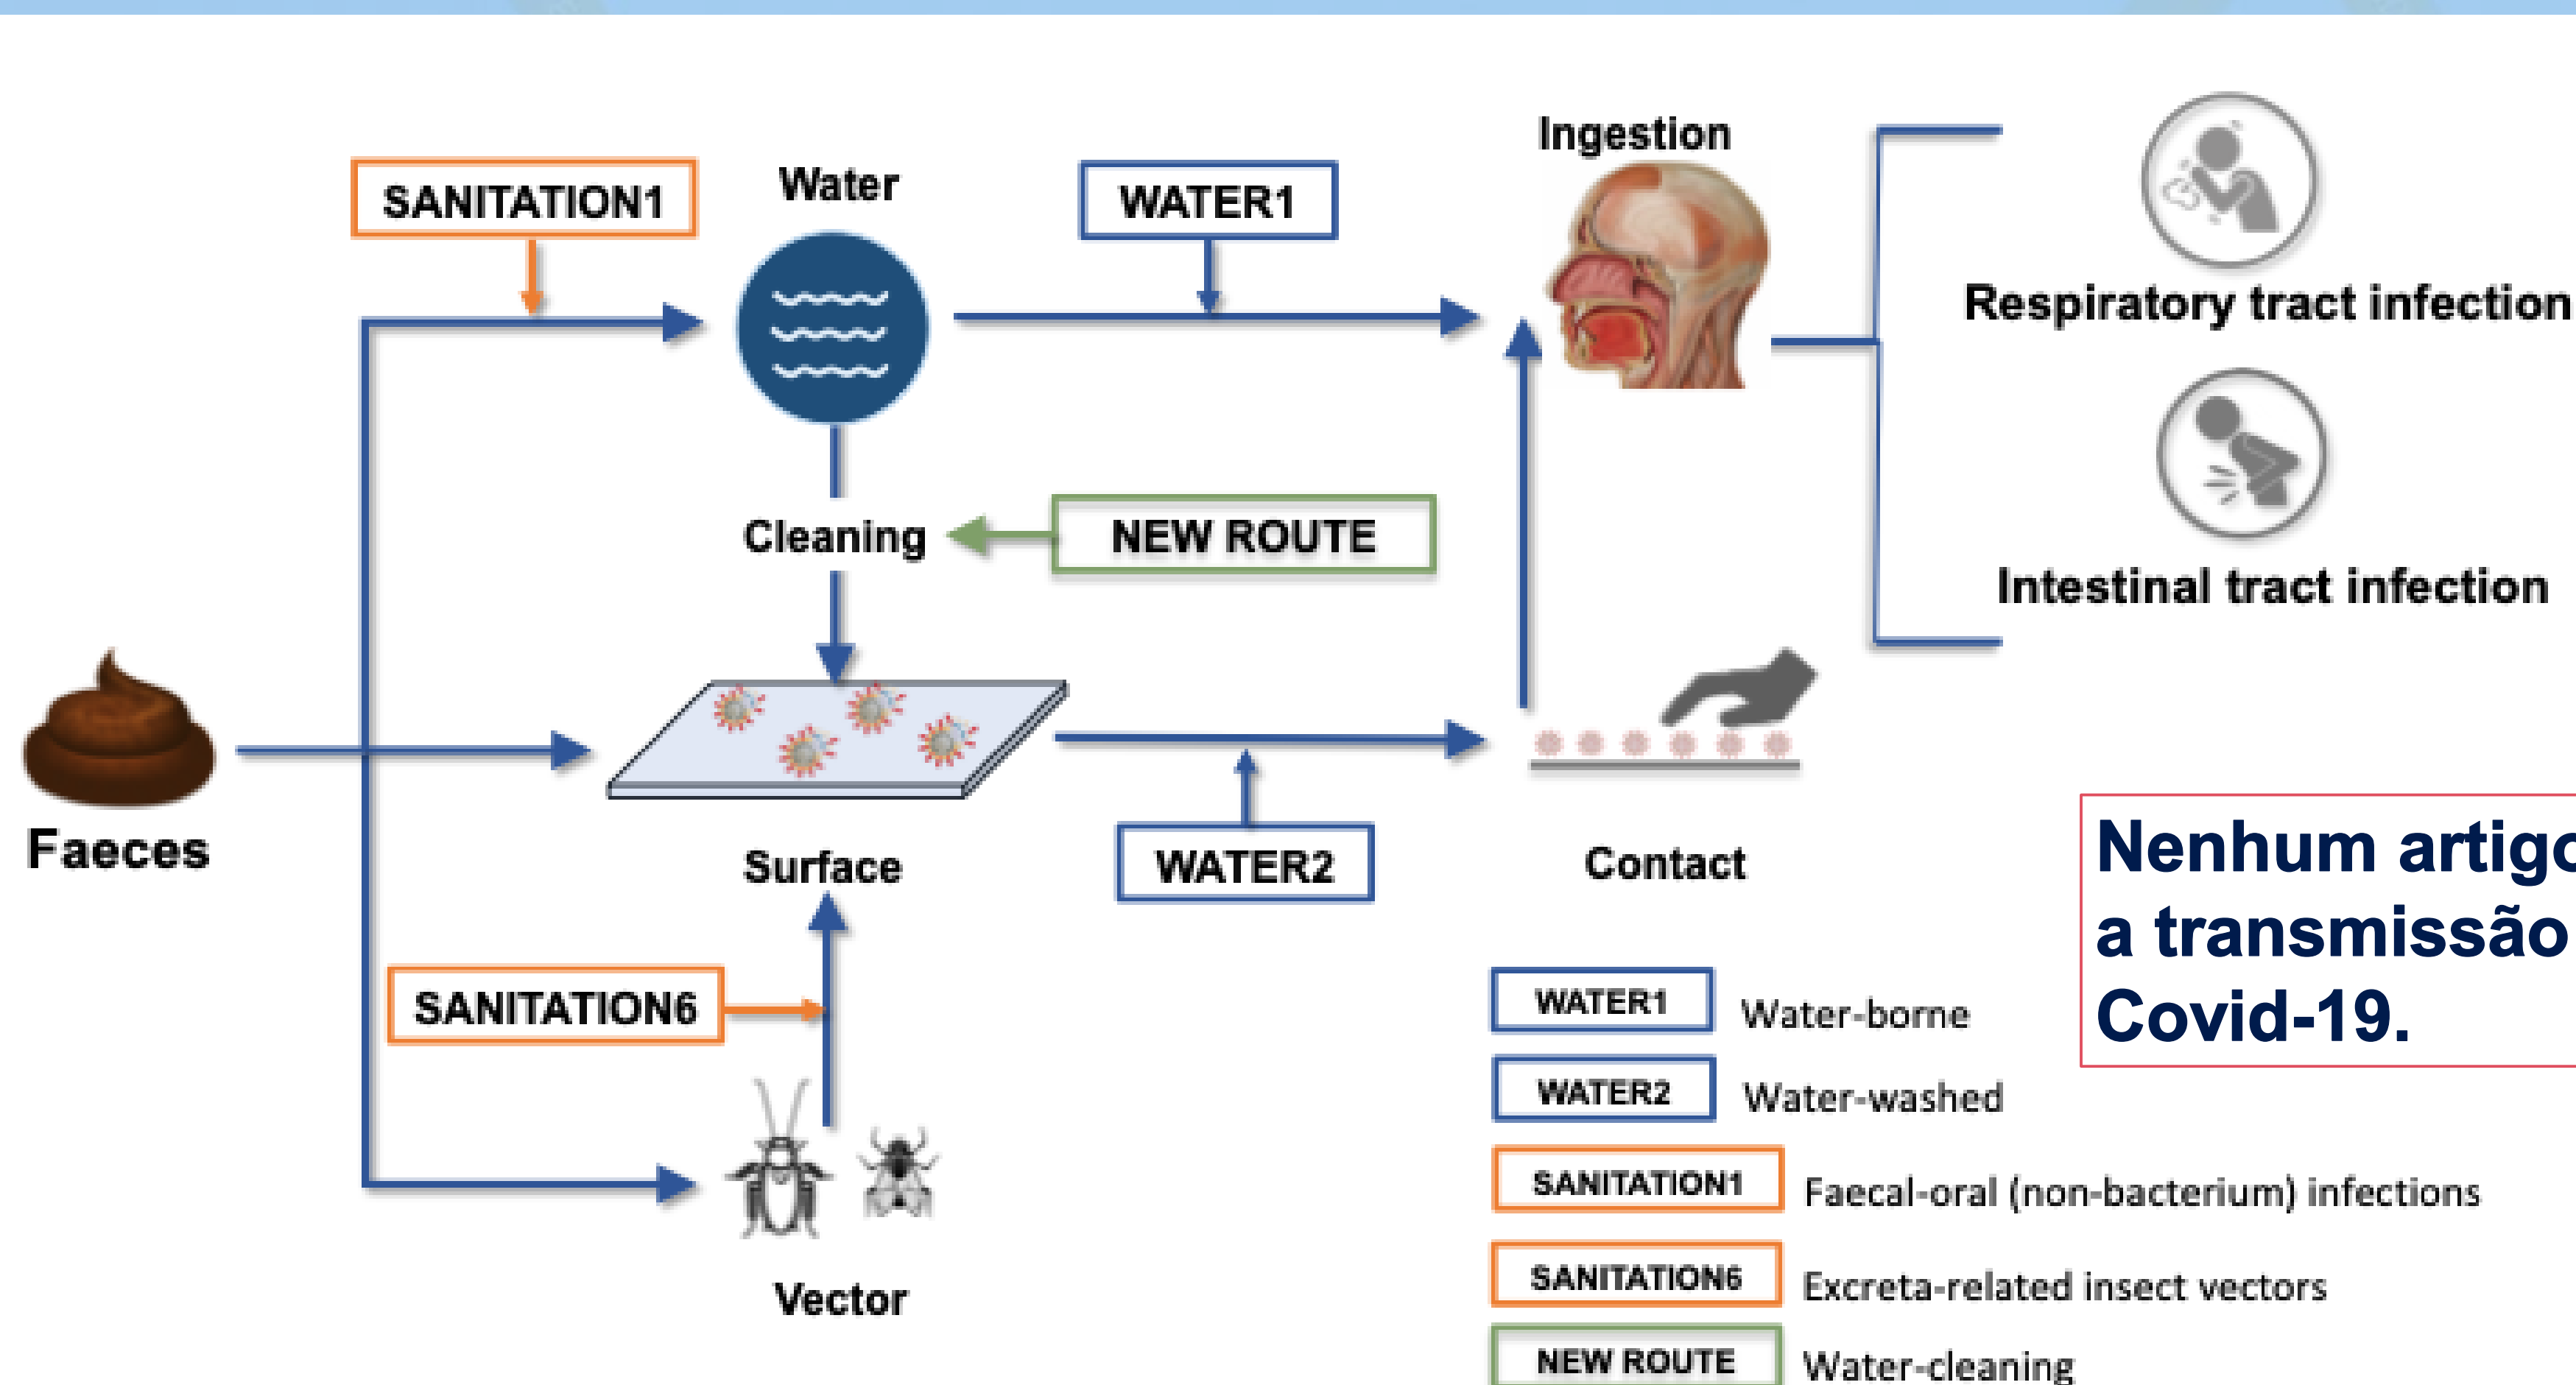 Ingestion
SANITATION1
Water
WATER1
Respiratory tract infection
Cleaning
NEW ROUTE
Intestinal tract infection
Faeces
Surface
WATER2
Contact
Nenhum artigo
a transmissão
Covid-19.
SANITATION6
Vector
WATER1 Water-borne
WATER2 Water-washed
SANITATION1 Faecal-oral (non-bacterium) infections
SANITATION6 Excreta-related insect vectors
NEW ROUTE Water-cleaning